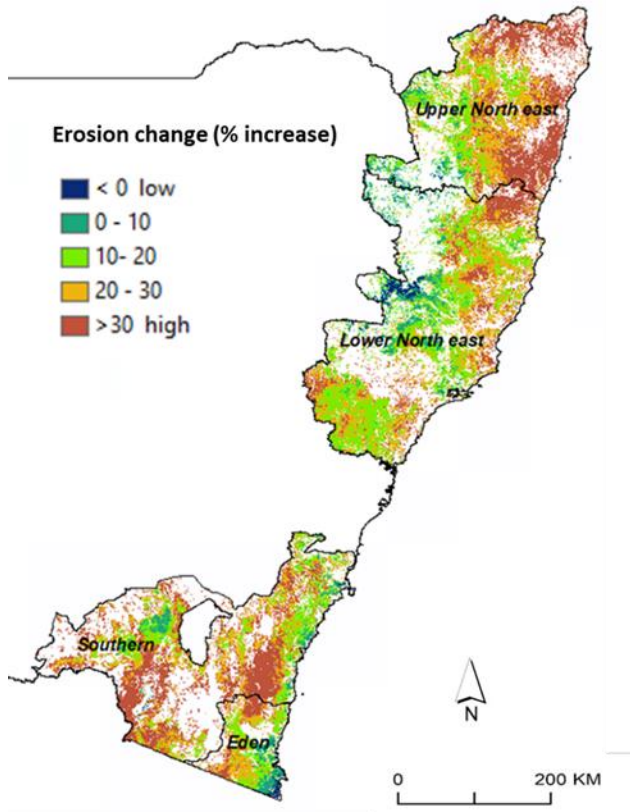 Upper North east
Erosion change (% increase)
< 0 low
0 - 10
10- 20
20 - 30
>30 high
Lower North east
Southern
Eden
N
0 200 KM